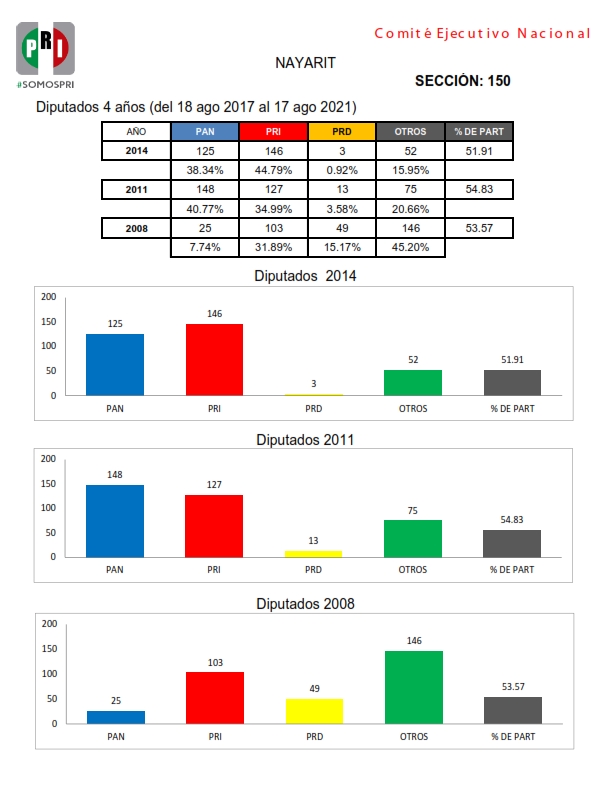 PRI
#SOMOSPRI
Comité Ejecutivo Nacional
NAYARIT
SECCIÓN: 150
Diputados 4 años (del 18 ago 2017 al 17 ago 2021)
AÑO PAN PRI PRD OTROS % DE PART
2014 125 146 3 52 51.91
38.34% 44.79% 0.92% 15.95%
2011 148 127 13 75 54.83
40.77% 34.99% 3.58% 20.66%
2008 25 103 49 146 53.57
7.74% 31.89% 15.17% 45.20%
Diputados 2014
200
150
100
50
0
125 146 3 52 51.91
PAN PRI PRD OTROS % DE PART
Diputados 2011
200
150
100
50
0
148 127 13 75 54.83
PAN PRI PRD OTROS % DE PART
Diputados 2008
200
150
100
50
0
25 103 49 146 53.57
PAN PRI PRD OTROS % DE PART